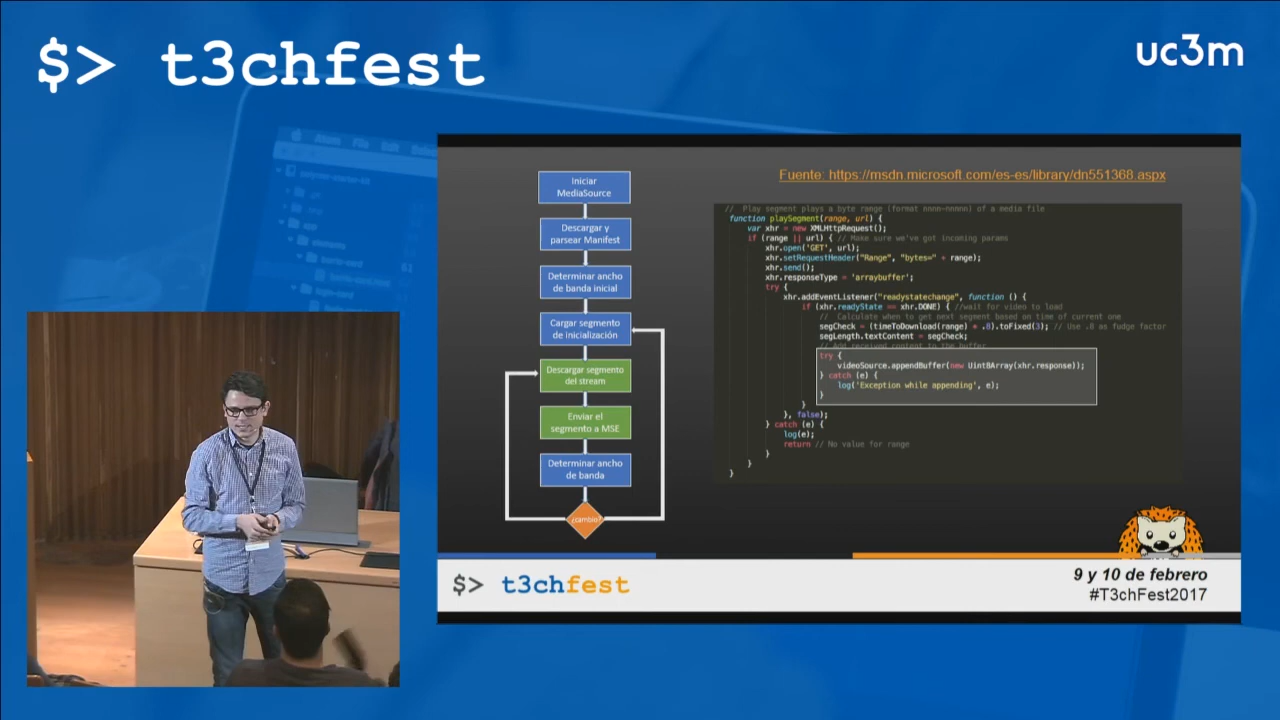 $> t3chfest
uc3m
Iniciar
MediaSource
Descargar y
parsear Manifest
Determinar ancho
de banda inicial
Cargar segmento
de inicialización
Descargar segmento
del stream
Enviar el
segmento a MSE
Determinar ancho
de banda
¿cambio?
Fuente: https://msdn.microsoft.com/es-es/library/dn551368.aspx
// Play segment plays a byte range (format nnnn-nnnnn) of a media file
function playSegment(range, url) {
var xhr = new XMLHttpRequest();
if (range || url) { // Make sure we've got incoming params
xhr.open('GET', url);
xhr.setRequestHeader("Range", "bytes=" + range);
xhr.send();
xhr.responseType = 'arraybuffer';
try {
xhr.addEventListener("readystatechange", function () {
if (xhr.readyState == xhr.DONE) { //wait for video to load
// Calculate when to get next segment based on time of current one
segCheck = (timeToDownload(range) * .8).toFixed(3); // Use .8 as fudge factor
segLength.textContent = segCheck;
// Add received content to the buffer
try {
videoSource.appendBuffer(new Uint8Array(xhr.response));
} catch (e) {
log('Exception while appending', e);
}
}
}, false);
} catch (e) {
log(e);
return // No value for range
}
}
}
$> t3chfest
9 y 10 de febrero
#T3chFest2017